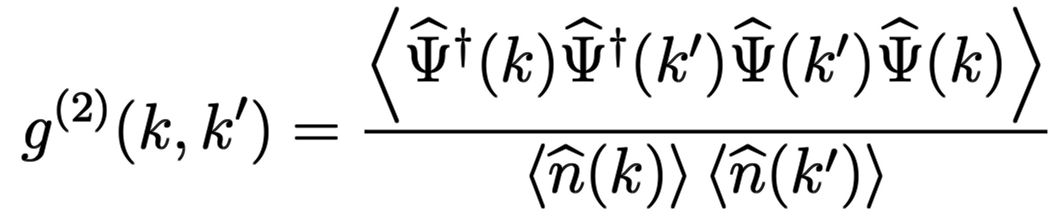 g^{(2)}(k, k') = \frac{\left\langle \widehat{\Psi}^{\dagger}(k) \widehat{\Psi}^{\dagger}(k') \widehat{\Psi}(k') \widehat{\Psi}(k) \right\rangle}{\langle \widehat{n}(k) \rangle \, \langle \widehat{n}(k') \rangle}